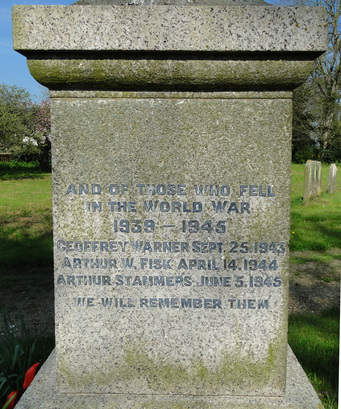 AND OF THOSE WHO FELL
IN THE WORLD WAR
1939 – 1945
GEOFFREY WARNER SEPT. 25. 1943
ARTHUR W. FISK APRIL 14. 1944
ARTHUR STAMMERS JUNE 5. 1945
WE WILL REMEMBER THEM